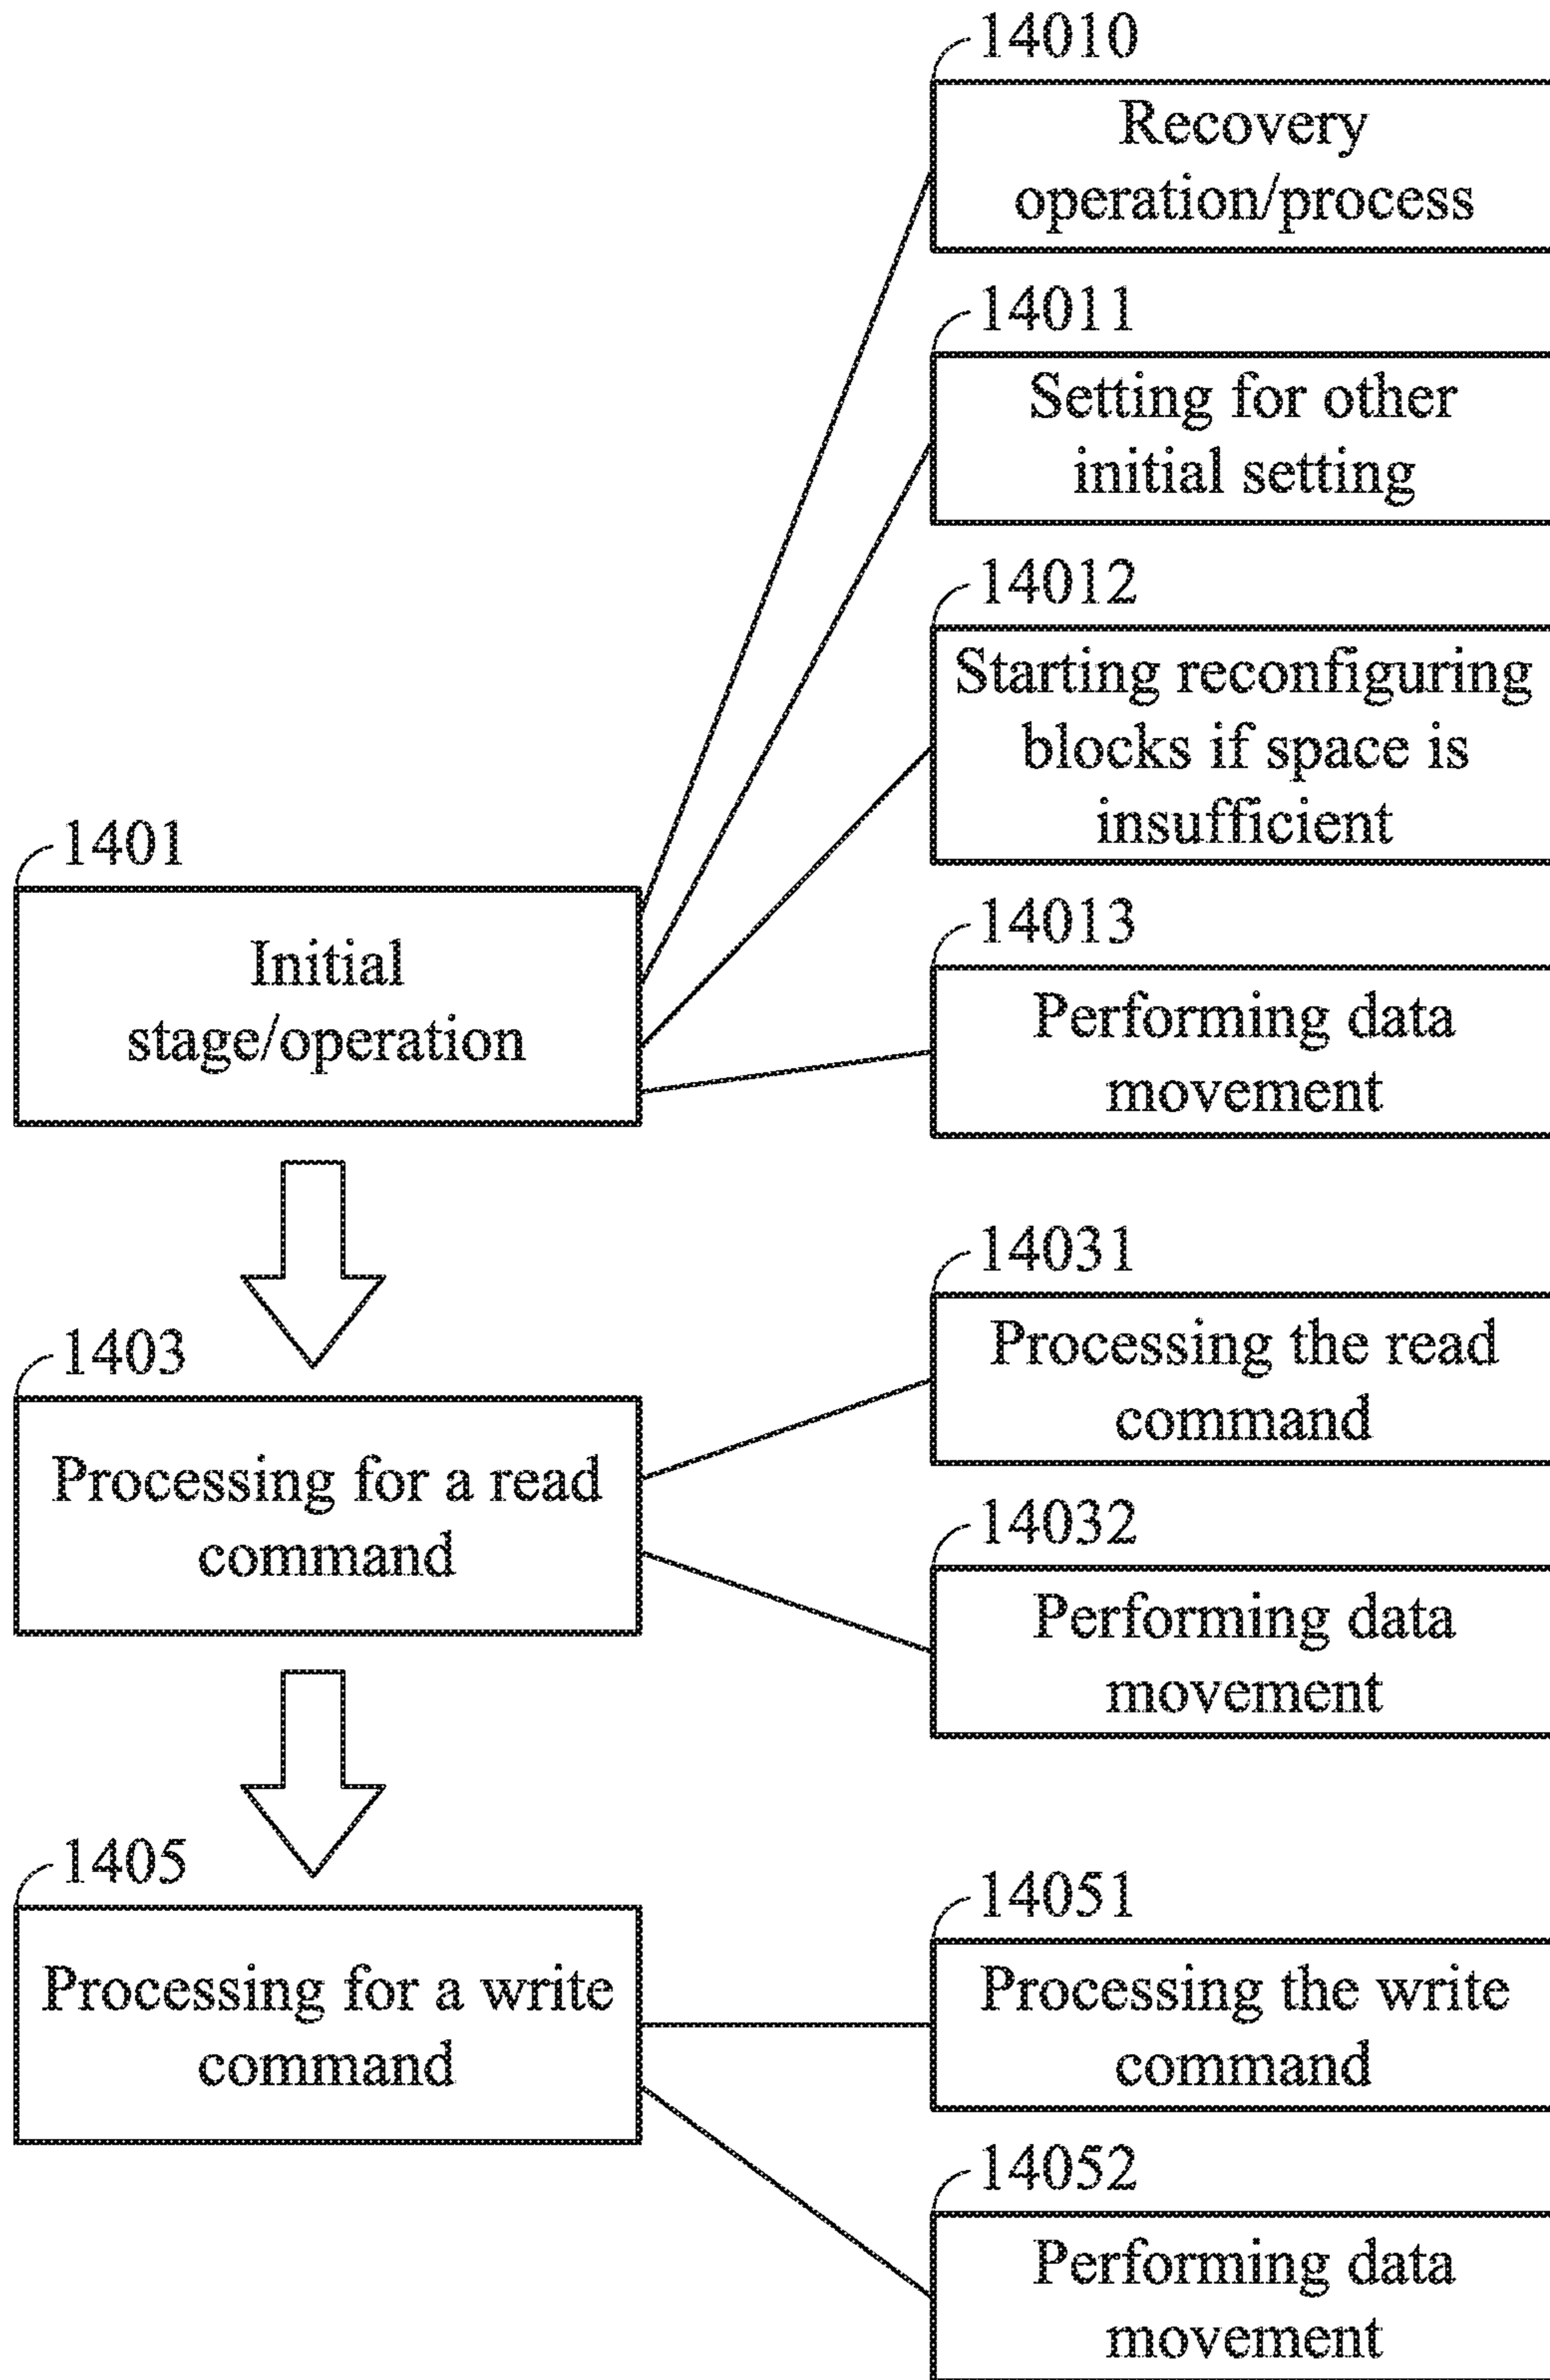 14010
Recovery
operation/process
14011
Setting for other
initial setting
14012
Starting reconfiguring
blocks if space is
insufficient
1401
Initial
stage/operation
14013
Performing data
movement
14031
Processing the read
command
1403
Processing for a read
command
14032
Performing data
movement
1405
Processing for a write
command
14051
Processing the write
command
14052
Performing data
movement